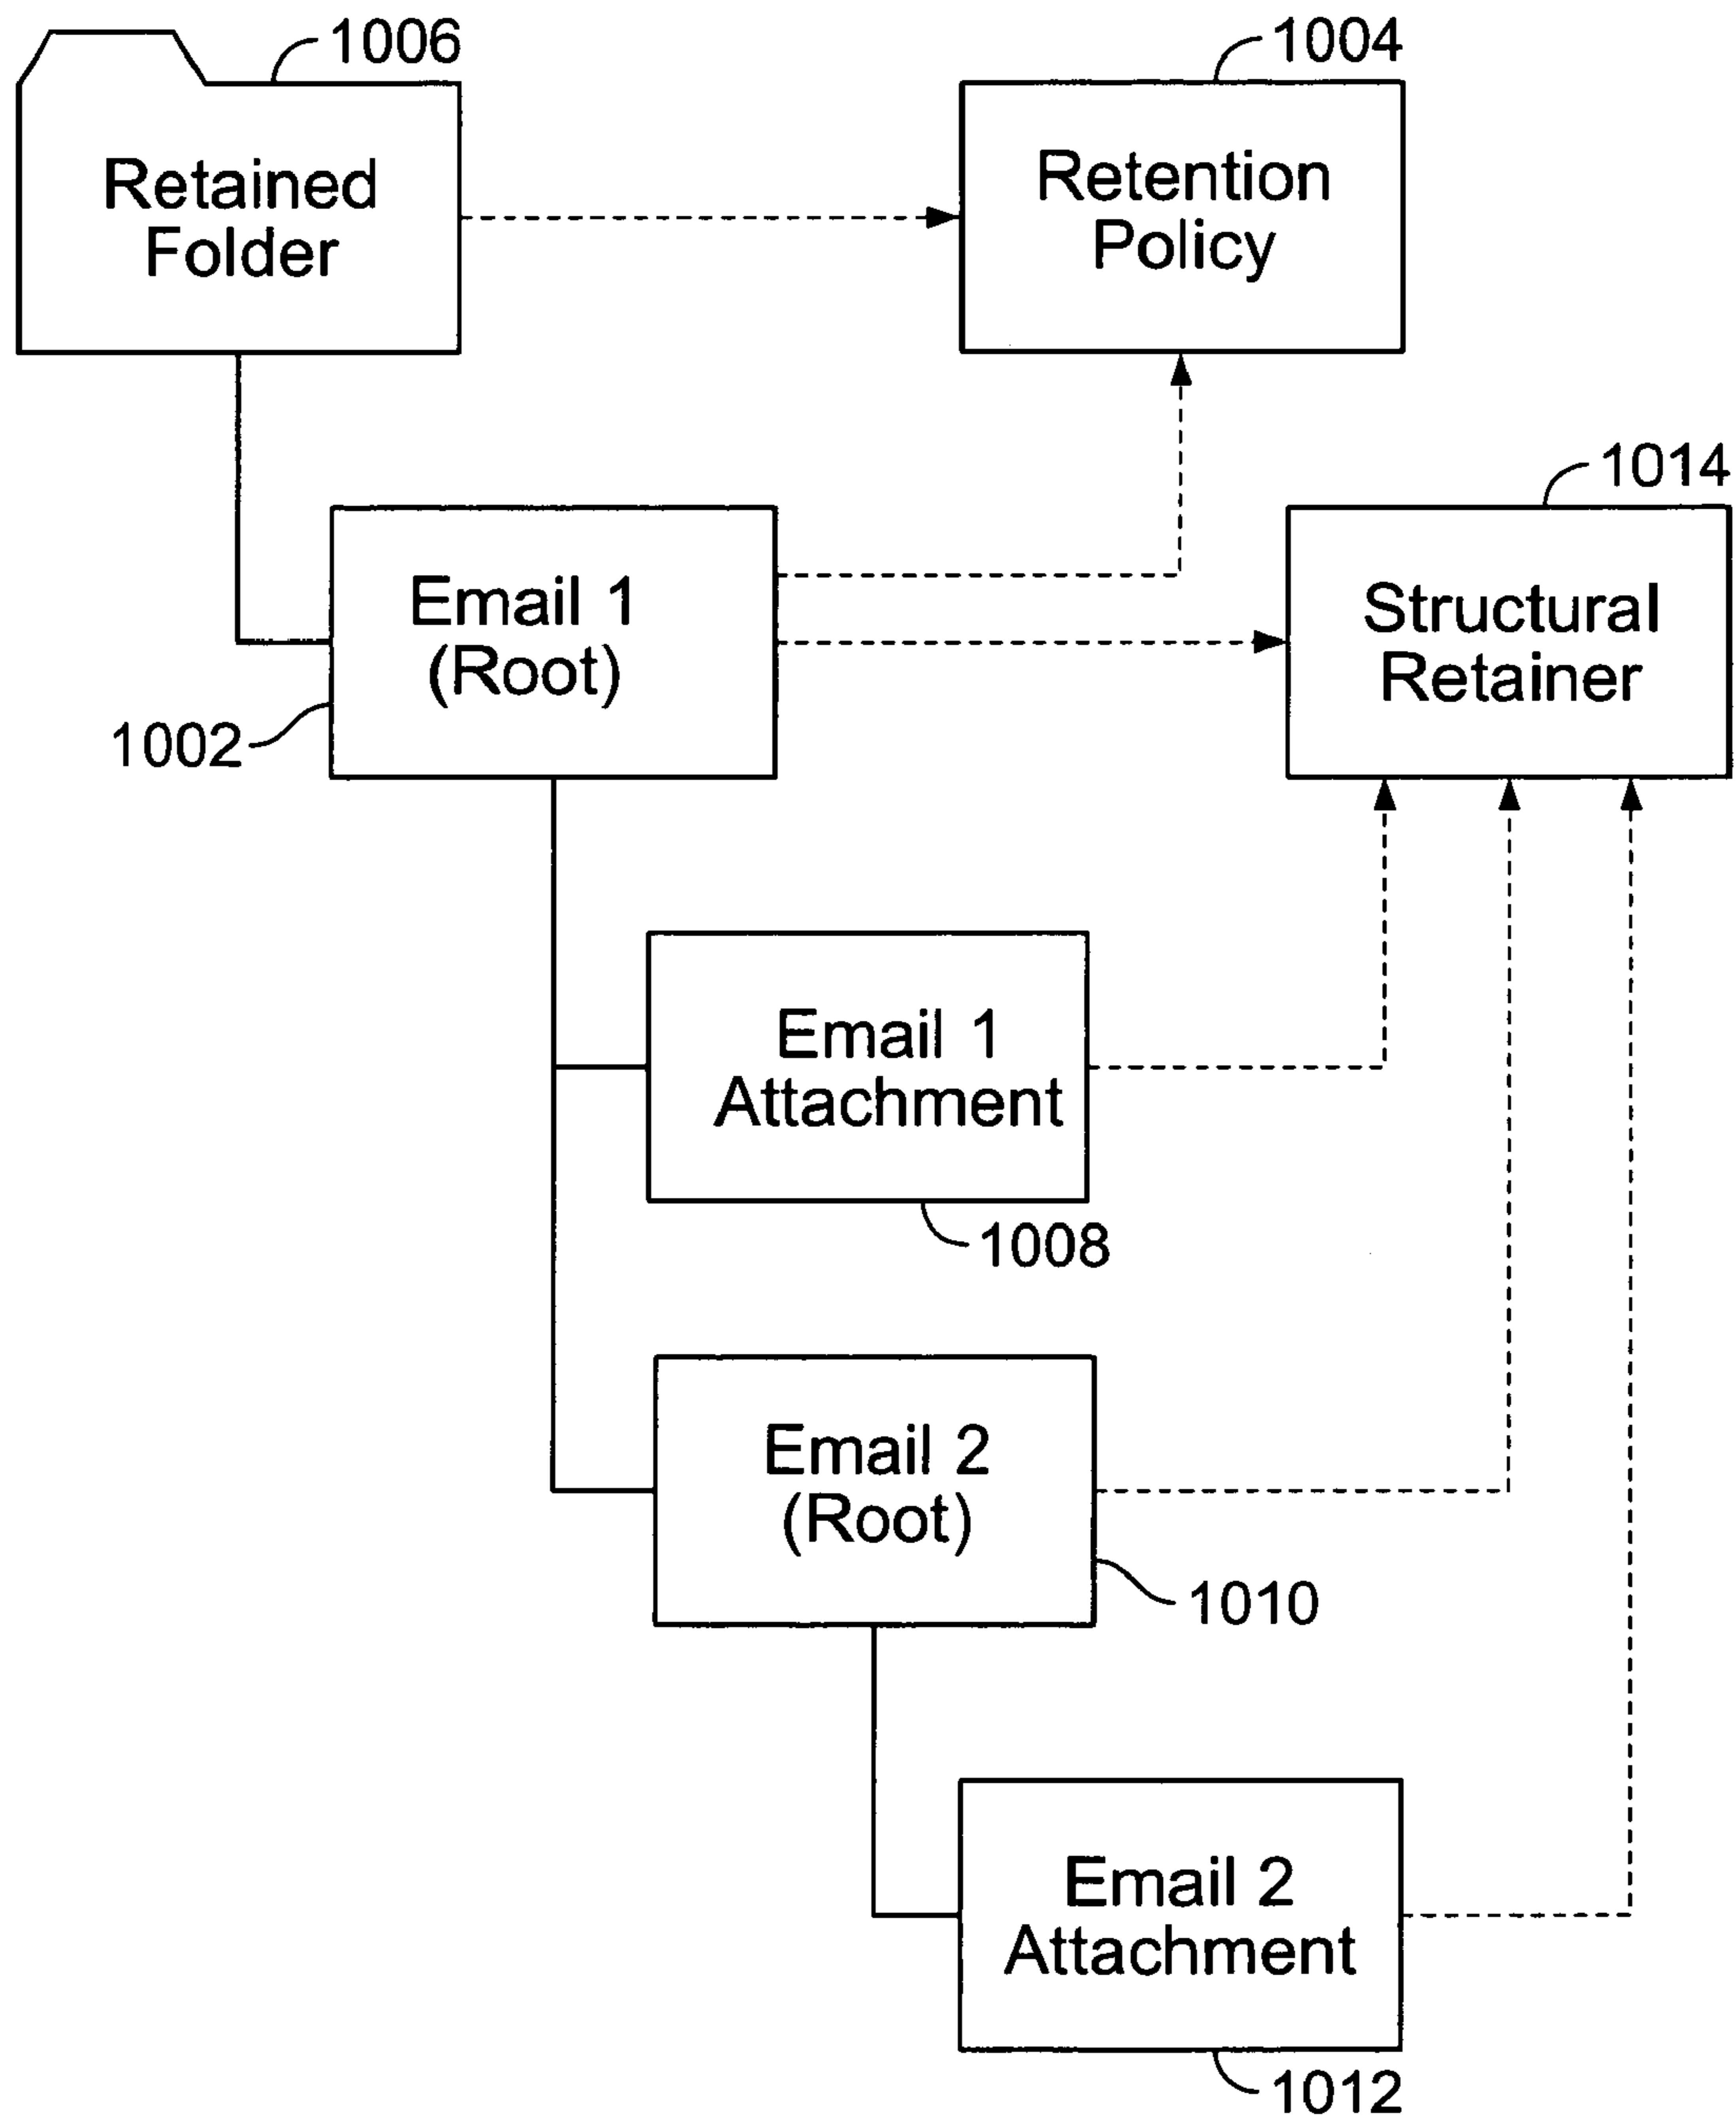 1006
1004
Retained
Folder
Retention
Policy
1014
Email 1
(Root)
Structural
Retainer
1002
Email 1
Attachment
1008
Email 2
(Root)
1010
Email 2
Attachment
1012